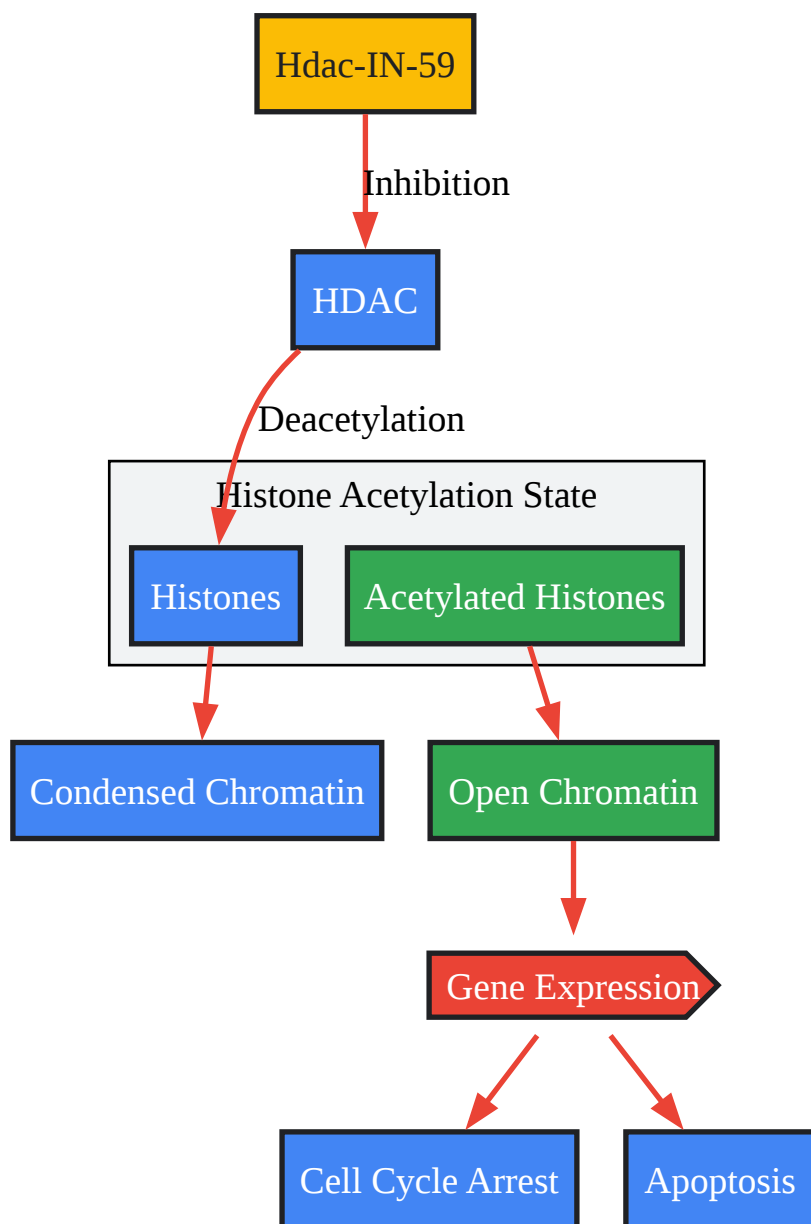 Hdac-IN-59
Inhibition
HDAC
Deacetylation
Histone Acetylation State
Histones
Acetylated Histones
Condensed Chromatin
Open Chromatin
Gene Expression
Cell Cycle Arrest
Apoptosis